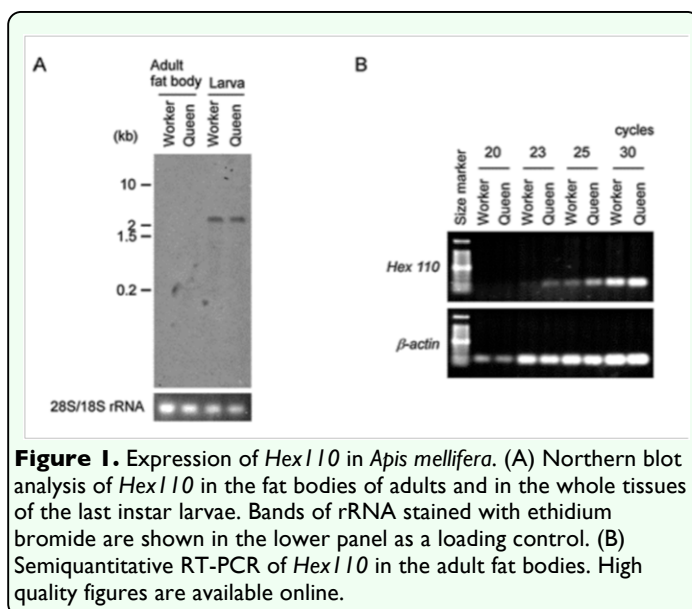 A
Adult
fat body
Larva
Worker
Queen
Worker
Queen
(kb)
10
2
1.5
0.2
28S/18S rRNA
B
cycles
20 23 25 30
Size marker
Worker
Queen
Worker
Queen
Worker
Queen
Worker
Queen
Hex 110
β-actin
Figure 1. Expression of Hex110 in Apis mellifera. (A) Northern blot
analysis of Hex110 in the fat bodies of adults and in the whole tissues
of the last instar larvae. Bands of rRNA stained with ethidium
bromide are shown in the lower panel as a loading control. (B)
Semiquantitative RT-PCR of Hex110 in the adult fat bodies. High
quality figures are available online.